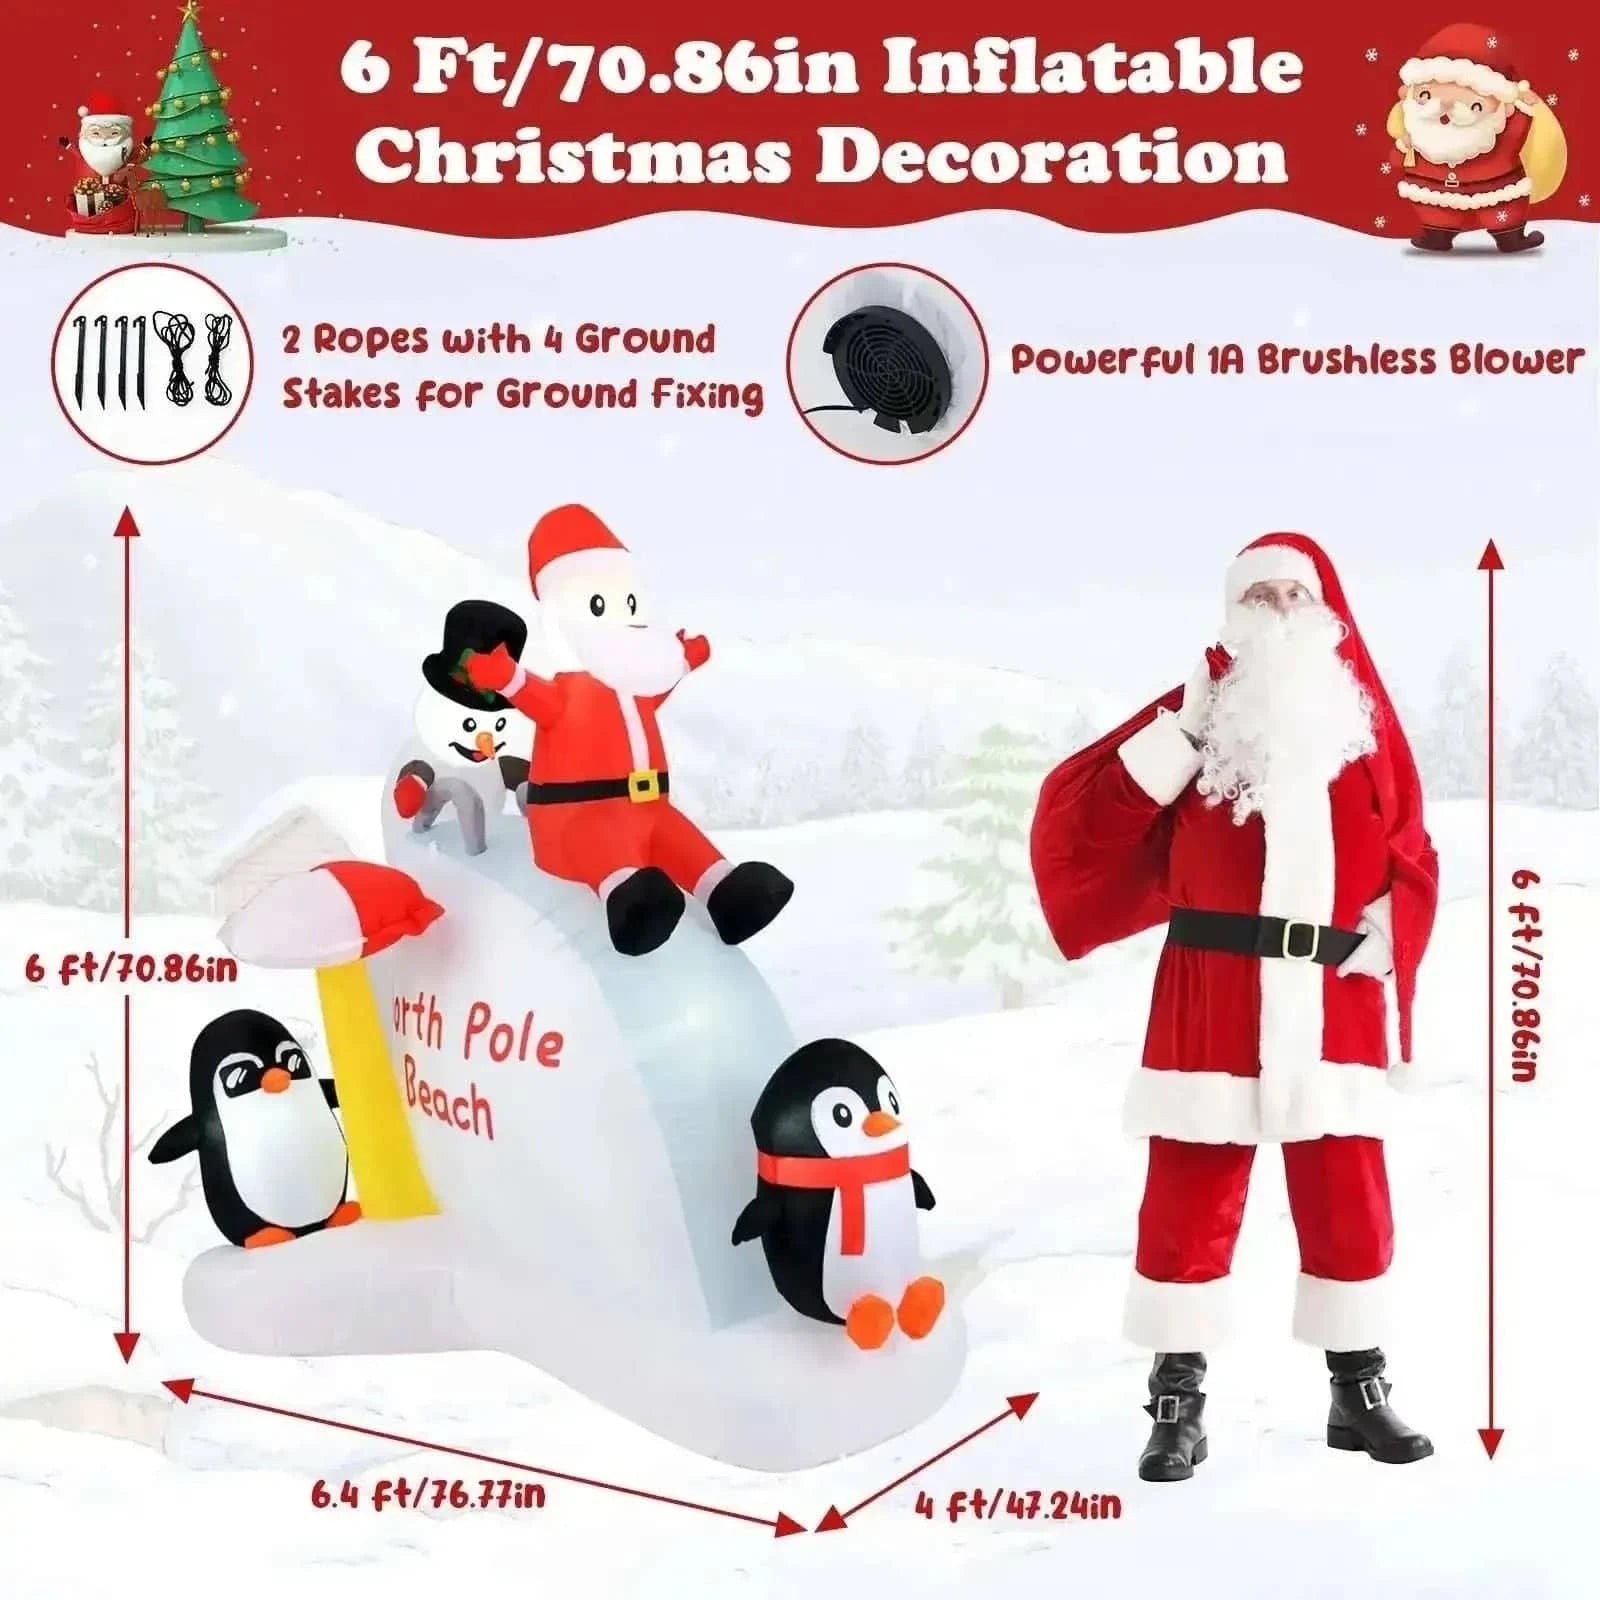 6 Ft/70.86in Inflatable
Christmas Decoration
2 Ropes with 4 Ground
Stakes for Ground Fixing
Powerful 1A Brushless Blower
6 ft/70.86in
orth Pole
Beach
6 ft/70.86in
6.4 ft/76.77in
4 ft/47.24in